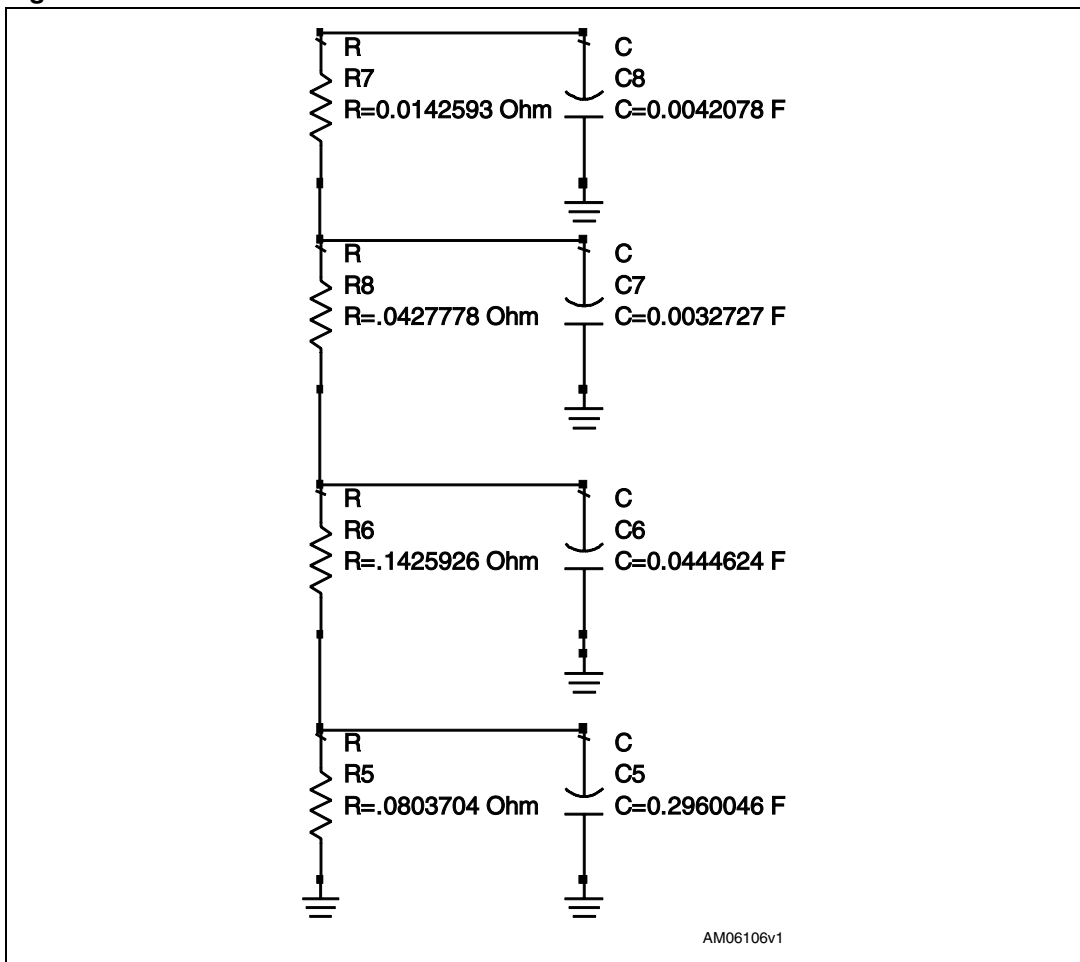 R
R7
R=0.0142593 Ohm
C
C8
C=0.0042078 F
R
R8
R=.0427778 Ohm
C
C7
C=0.0032727 F
R
R6
R=.1425926 Ohm
C
C6
C=0.0444624 F
R
R5
R=.0803704 Ohm
C
C5
C=0.2960046 F
AM06106v1